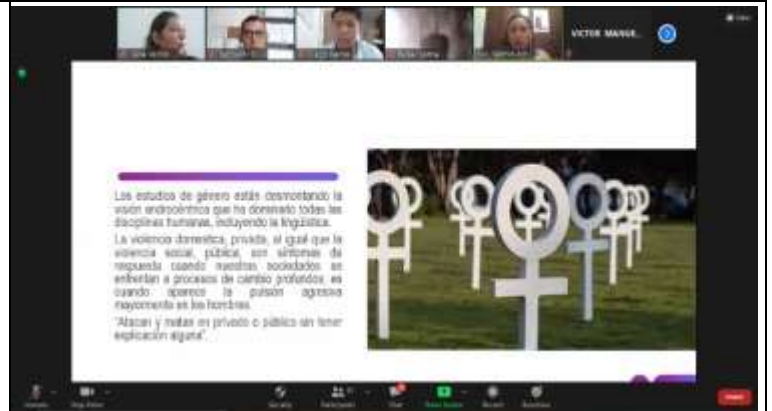 VICTOR MANUE...
Los estudios de género están desmontando la
visión androcéntrica que ha dominado todas las
disciplinas humanas, incluyendo la lingüística.
La violencia doméstica, privada, al igual que la
violencia social, pública, son síntomas de
respuesta cuando nuestras sociedades se
enfrentan a procesos de cambio profundos; es
cuando aparece la pulsión agresiva
mayormente en los hombres.
"Atacan y matan en privado o público sin tener
explicación alguna".